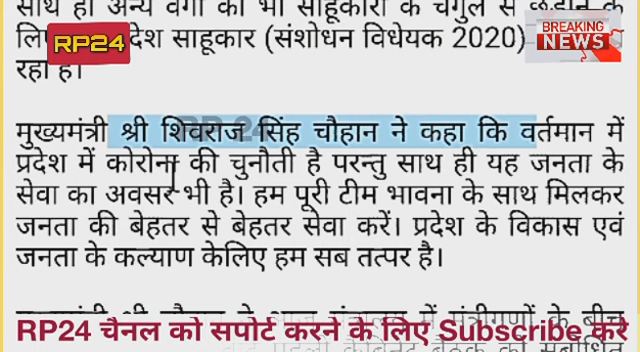 साथ ही अन्य वर्गों को भी साहूकारों के चंगुल से छुड़ाने के
RP24
देश साहूकार (संशोधन विधेयक 2020)
BREAKING
NEWS
रहा है।
मुख्यमंत्री श्री शिवराज सिंह चौहान ने कहा कि वर्तमान में
प्रदेश में कोरोना की चुनौती है परन्तु साथ ही यह जनता के
सेवा का अवसर भी है। हम पूरी टीम भावना के साथ मिलकर
जनता की बेहतर से बेहतर सेवा करें। प्रदेश के विकास एवं
जनता के कल्याण केलिए हम सब तत्पर है।
RP24 चैनल को सपोर्ट करने के लिए Subscribe करे